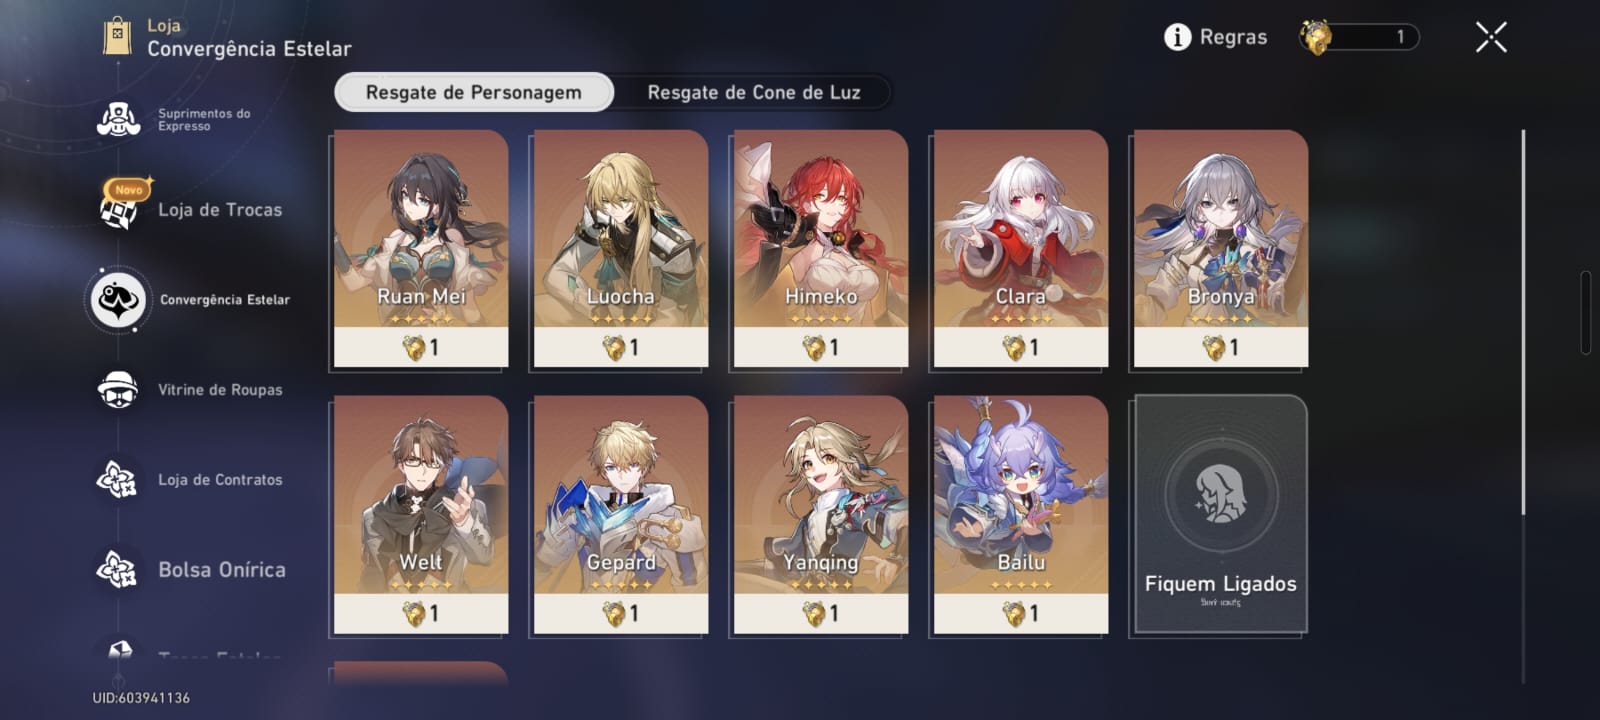 Loja
Convergência Estelar
Regras
1
Resgate de Personagem
Resgate de Cone de Luz
Suprimentos do
Expresso
Novo
Loja de Trocas
Convergência Estelar
Vitrine de Roupas
Loja de Contratos
Bolsa Onírica
Ruan Mei
1
Luocha
1
Himeko
1
Clara
1
Bronya
1
Welt
1
Gepard
1
Yanqing
1
Bailu
1
Fiquem Ligados
UID:603941136